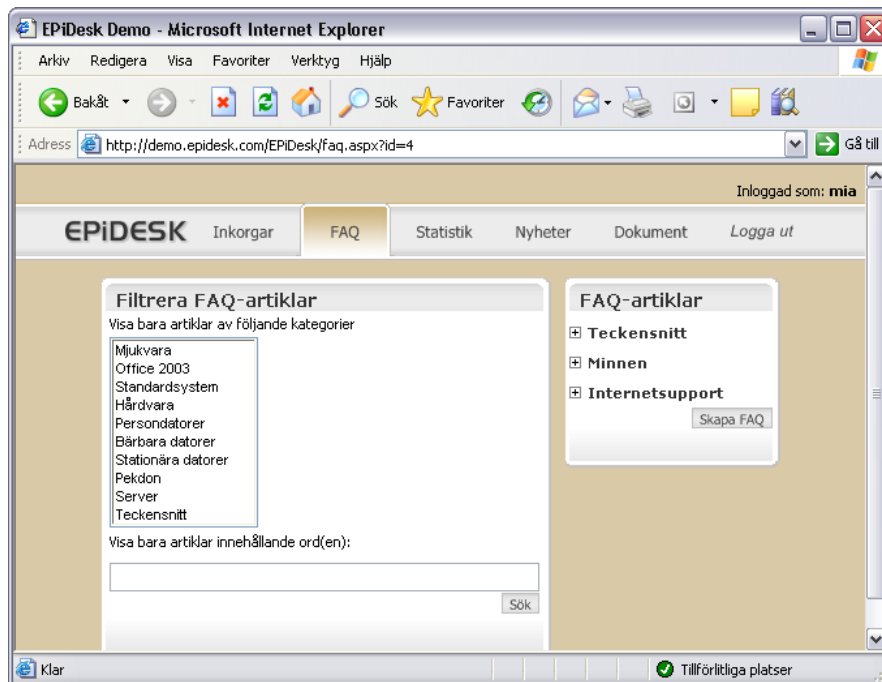 EPiDesk Demo - Microsoft Internet Explorer
Arkiv Redigera Visa Favoriter Verktyg Hjälp
Bakåt Sök Favoriter
Adress http://demo.epidesk.com/EPiDesk/faq.aspx?id=4 Gå till
Inloggad som: mia
EPiDESK Inkorgar FAQ Statistik Nyheter Dokument Logga ut
Filtrera FAQ-artiklar
Visa bara artiklar av följande kategorier
Mjukvara
Office 2003
Standardsystem
Hårdvara
Persondatorer
Bärbara datorer
Stationära datorer
Pekdon
Server
Teckensnitt
Visa bara artiklar innehållande ord(en):
Sök
FAQ-artiklar
Teckensnitt
Minnen
Internetsupport
Skapa FAQ
Klar Tillförlitliga platser